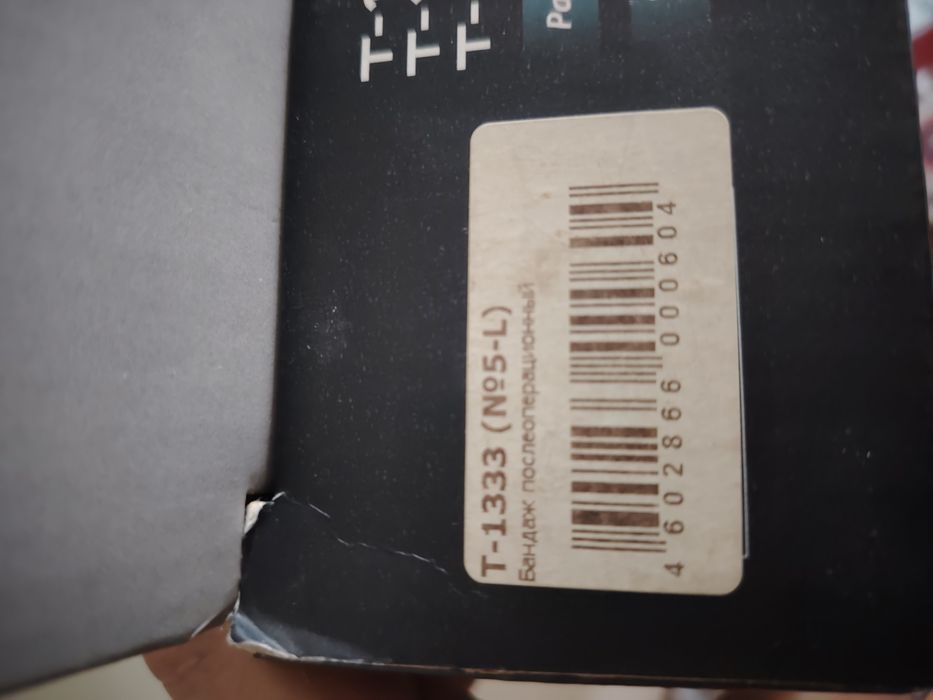 Т-1333 (№5-L)
Бандаж послеоперационный
4 602866 000604